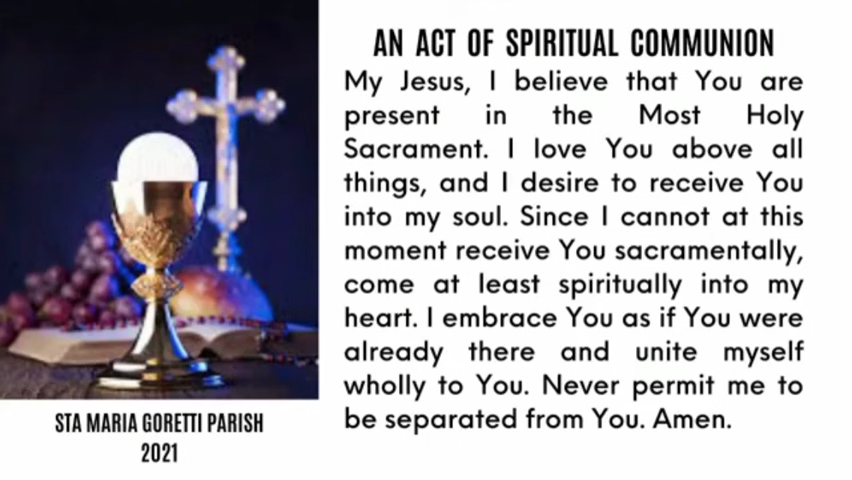 AN ACT OF SPIRITUAL COMMUNION
My Jesus, I believe that You are
present in the Most Holy
Sacrament. I love You above all
things, and I desire to receive You
into my soul. Since I cannot at this
moment receive You sacramentally,
come at least spiritually into my
heart. I embrace You as if You were
already there and unite myself
wholly to You. Never permit me to
be separated from You. Amen.
STA MARIA GORETTI PARISH
2021